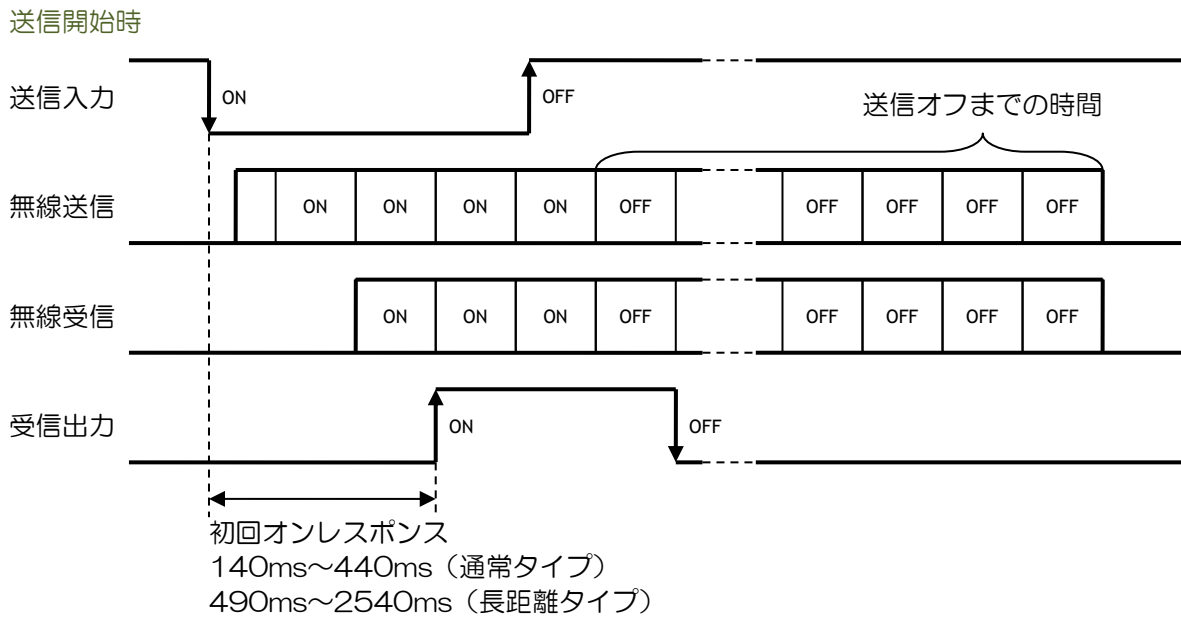 送信開始時
送信入力
ON
OFF
送信オフまでの時間
無線送信
ON ON ON ON OFF OFF OFF OFF OFF
無線受信
ON ON ON OFF OFF OFF OFF OFF
受信出力
ON
OFF
初回オンレスポンス
140ms～440ms（通常タイプ）
490ms～2540ms（長距離タイプ）